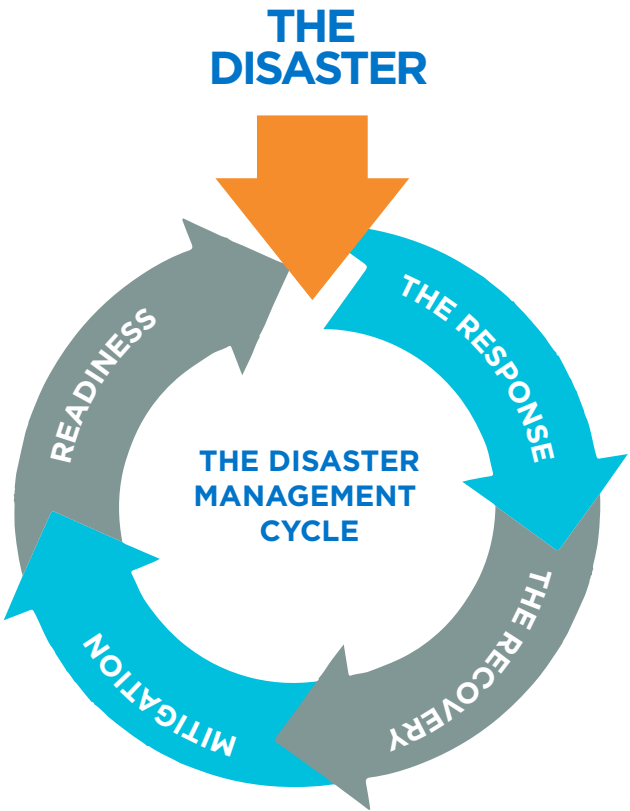 THE
DISASTER
THE RESPONSE
THE RECOVERY
MITIGATION
READINESS
THE DISASTER
MANAGEMENT
CYCLE